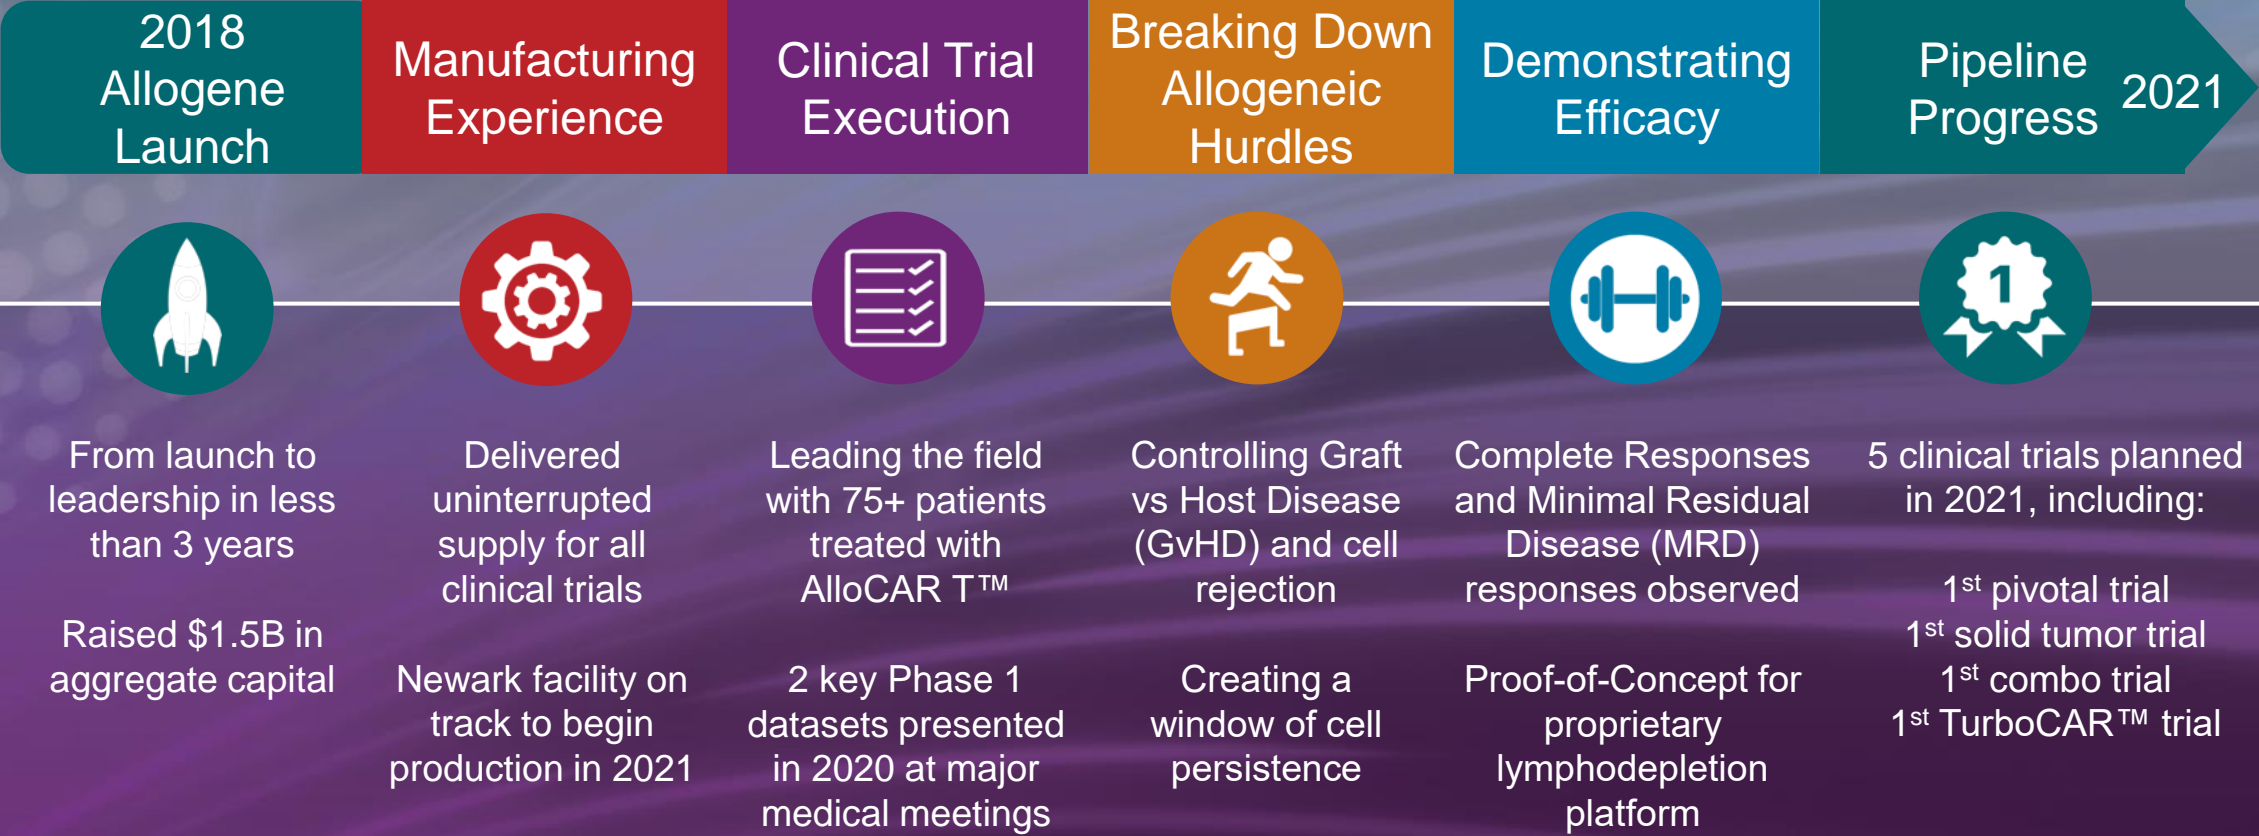 2018
Allogene
Launch
Manufacturing
Experience
Clinical Trial
Execution
Breaking Down
Allogeneic
Hurdles
Demonstrating
Efficacy
Pipeline
Progress
2021
1
From launch to
leadership in less
than 3 years
Raised $1.5B in
aggregate capital
Delivered
uninterrupted
supply for all
clinical trials
Newark facility on
track to begin
production in 2021
Leading the field
with 75+ patients
treated with
AlloCAR T™
2 key Phase 1
datasets presented
in 2020 at major
medical meetings
Controlling Graft
vs Host Disease
(GvHD) and cell
rejection
Creating a
window of cell
persistence
Complete Responses
and Minimal Residual
Disease (MRD)
responses observed
Proof-of-Concept for
proprietary
lymphodepletion
platform
5 clinical trials planned
in 2021, including:
1st pivotal trial
1st solid tumor trial
1st combo trial
1st TurboCAR™ trial